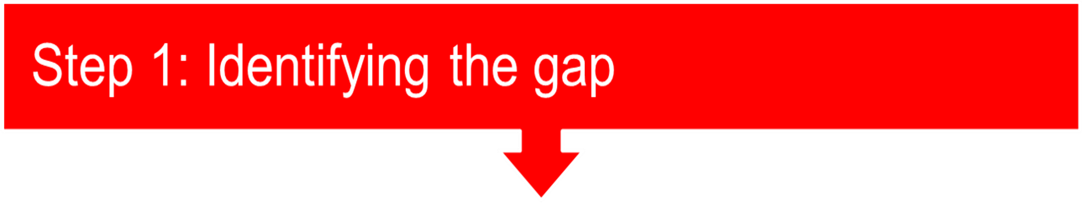 Step 1: Identifying the gap